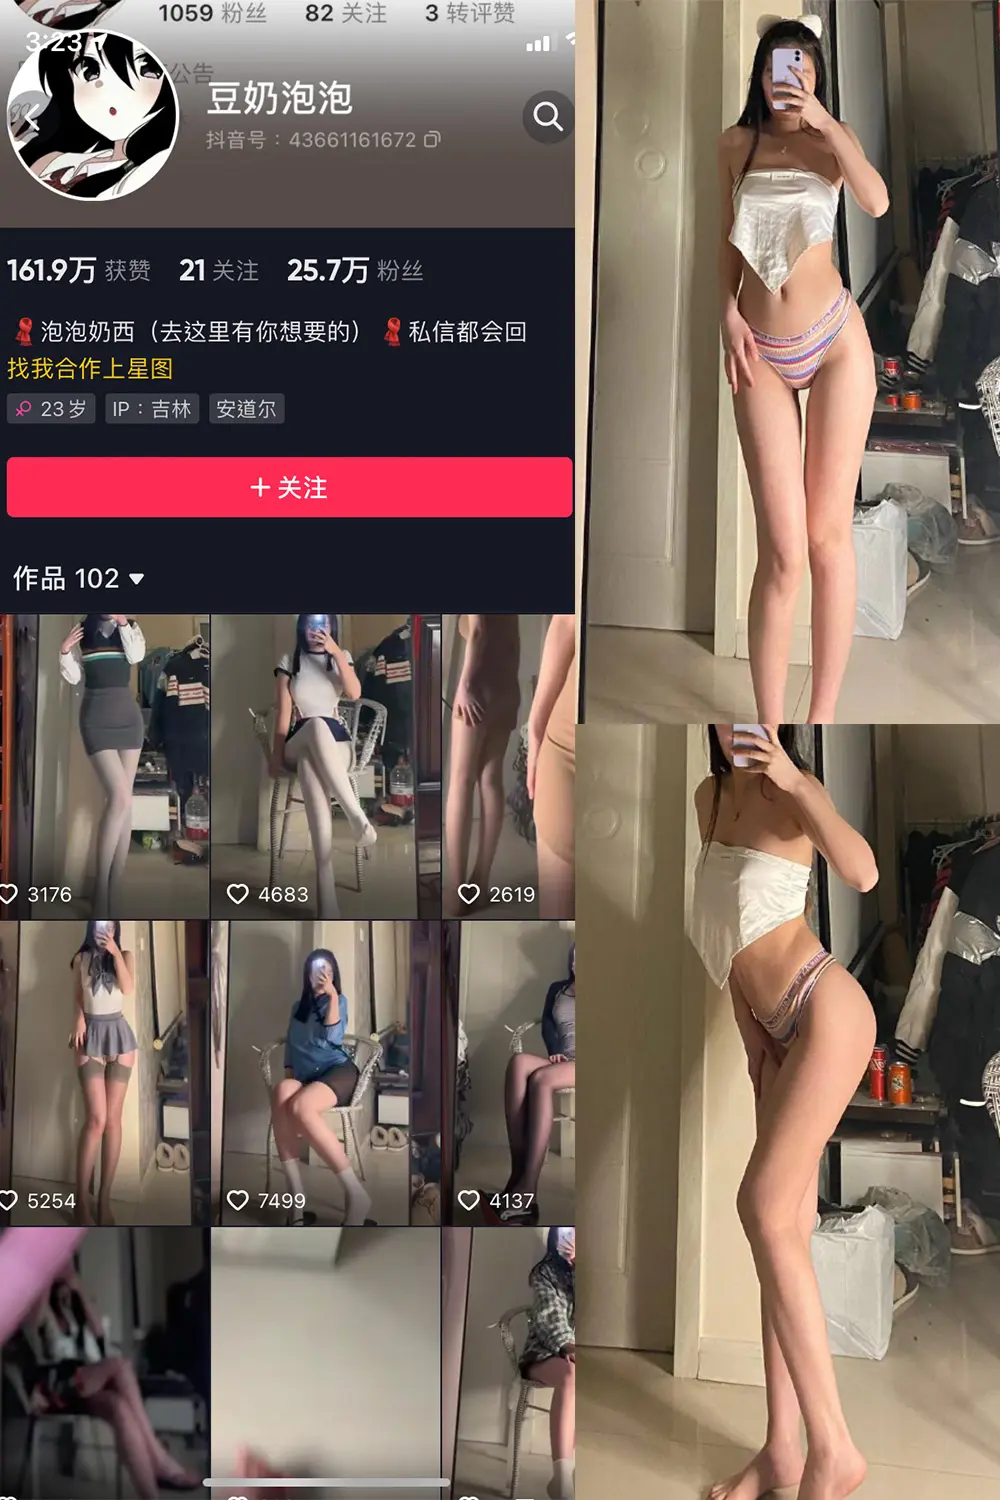 1059 粉丝 82 关注 3 转评赞
3:23
公告
豆奶泡泡
抖音号：43661161672
161.9万 获赞 21 关注 25.7万 粉丝
泡泡奶西（去这里有你想要的） 私信都会回
找我合作上星图
23岁 IP：吉林 安道尔
+ 关注
作品 102
3176
4683
2619
5254
7499
4137